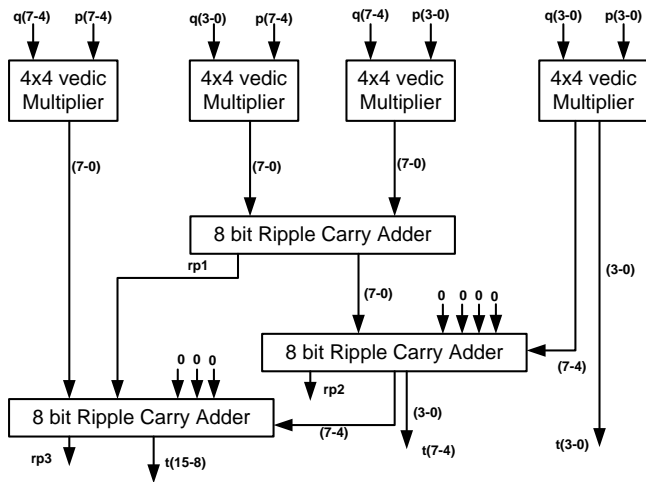 q(7-4) p(7-4) q(3-0) p(7-4) q(7-4) p(3-0) q(3-0) p(3-0)
4x4 vedic Multiplier
4x4 vedic Multiplier
4x4 vedic Multiplier
4x4 vedic Multiplier
(7-0) (7-0) (7-0)
8 bit Ripple Carry Adder
rp1
(7-0)
(3-0)
0 0 0 0
8 bit Ripple Carry Adder
(7-4)
0 0 0
rp2
8 bit Ripple Carry Adder
(7-4)
(3-0)
t(7-4)
t(3-0)
rp3
t(15-8)